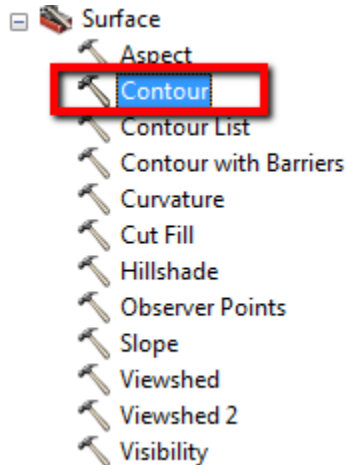 Surface
Aspect
Contour
Contour List
Contour with Barriers
Curvature
Cut Fill
Hillshade
Observer Points
Slope
Viewshed
Viewshed 2
Visibility